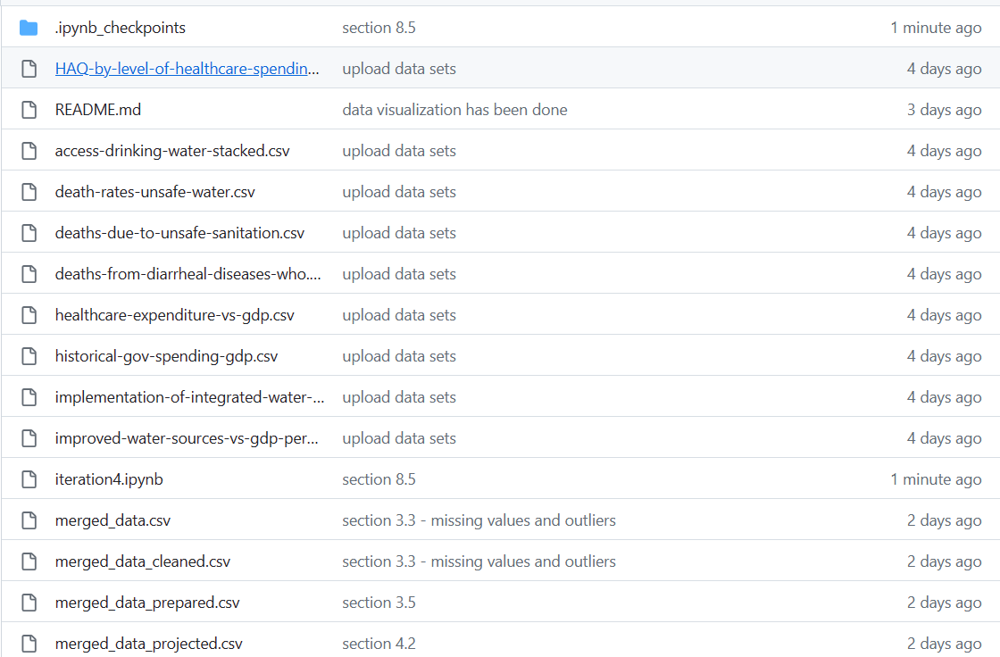 .ipynb_checkpoints section 8.5 1 minute ago
HAQ-by-level-of-healthcare-spendin... upload data sets 4 days ago
README.md data visualization has been done 3 days ago
access-drinking-water-stacked.csv upload data sets 4 days ago
death-rates-unsafe-water.csv upload data sets 4 days ago
deaths-due-to-unsafe-sanitation.csv upload data sets 4 days ago
deaths-from-diarrheal-diseases-who.... upload data sets 4 days ago
healthcare-expenditure-vs-gdp.csv upload data sets 4 days ago
historical-gov-spending-gdp.csv upload data sets 4 days ago
implementation-of-integrated-water-... upload data sets 4 days ago
improved-water-sources-vs-gdp-per... upload data sets 4 days ago
iteration4.ipynb section 8.5 1 minute ago
merged_data.csv section 3.3 - missing values and outliers 2 days ago
merged_data_cleaned.csv section 3.3 - missing values and outliers 2 days ago
merged_data_prepared.csv section 3.5 2 days ago
merged_data_projected.csv section 4.2 2 days ago